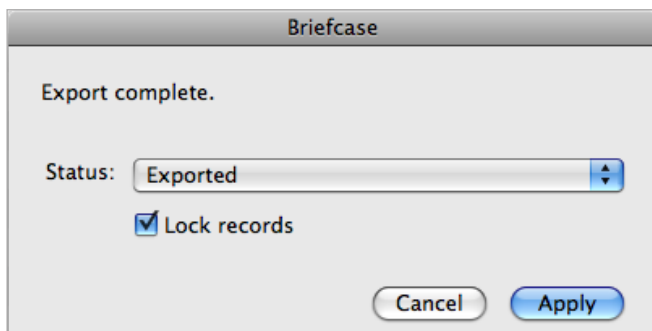 Briefcase
Export complete.
Status: Exported
Lock records
Cancel Apply